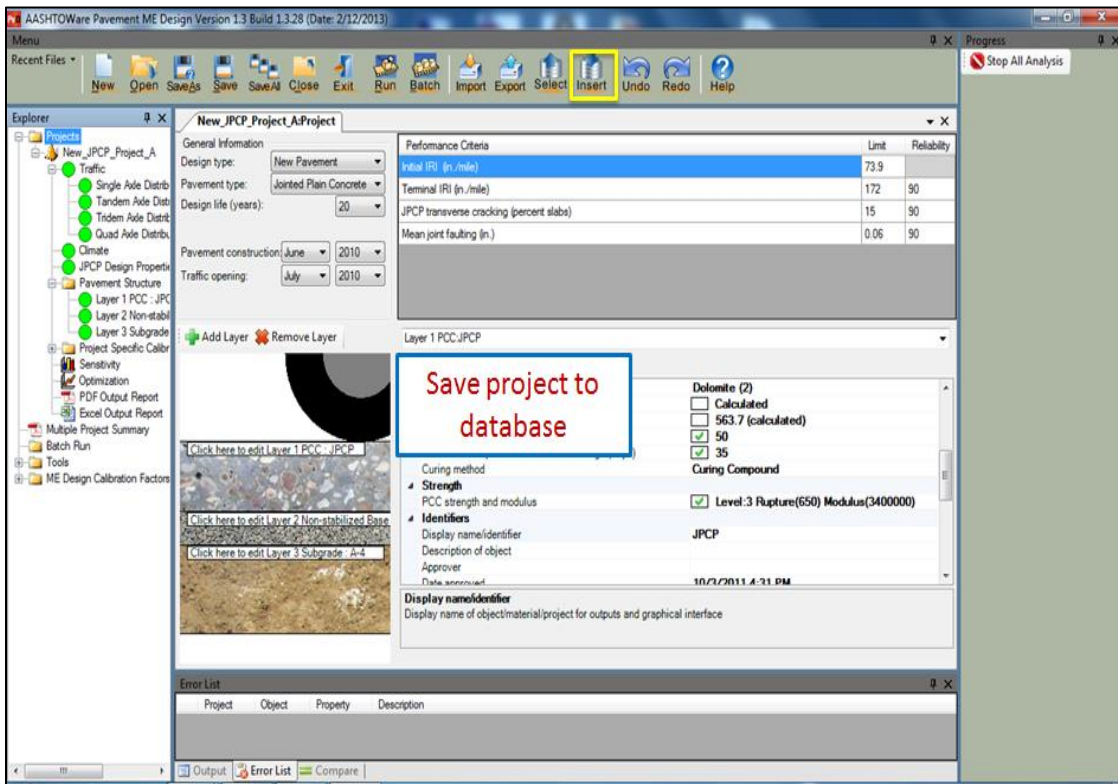 AASHTOWare Pavement ME Design Version 1.3 Build 1.3.28 (Date: 2/12/2013)
Menu
Recent Files
New Open SaveAs Save SaveAll Close Exit Run Batch Import Export Select Insert Undo Redo Help
Progress
Stop All Analysis
Explorer
Projects
New_JPCP_Project_A
Traffic
Single Axle Distrib
Tandem Axle Distr
Tridem Axle Distrib
Quad Axle Distribu
Climate
JPCP Design Propertie
Pavement Structure
Layer 1 PCC : JPC
Layer 2 Non-stabil
Layer 3 Subgrade
Project Specific Calibr
Sensitivity
Optimization
PDF Output Report
Excel Output Report
Multiple Project Summary
Batch Run
Tools
ME Design Calibration Factors
New_JPCP_Project_A:Project
General Information
Design type: New Pavement
Pavement type: Jointed Plain Concrete
Design life (years): 20
Pavement construction: June 2010
Traffic opening: July 2010
Performance Criteria Limit Reliability
Initial IRI (in./mile) 73.9
Terminal IRI (in./mile) 172 90
JPCP transverse cracking (percent slabs) 15 90
Mean joint faulting (in.) 0.06 90
Add Layer Remove Layer
Click here to edit Layer 1 PCC : JPCP
Click here to edit Layer 2 Non-stabilized Base
Click here to edit Layer 3 Subgrade : A-4
Layer 1 PCC:JPCP
Save project to
database
Dolomite (2)
Calculated
563.7 (calculated)
50
35
Curing method Curing Compound
Strength
PCC strength and modulus Level:3 Rupture(650) Modulus(3400000)
Identifiers
Display name/identifier JPCP
Description of object
Approver
Date approved 10/3/2011 4:31 PM
Display name/identifier
Display name of object/material/project for outputs and graphical interface
Error List
Project Object Property Description
Output Error List Compare